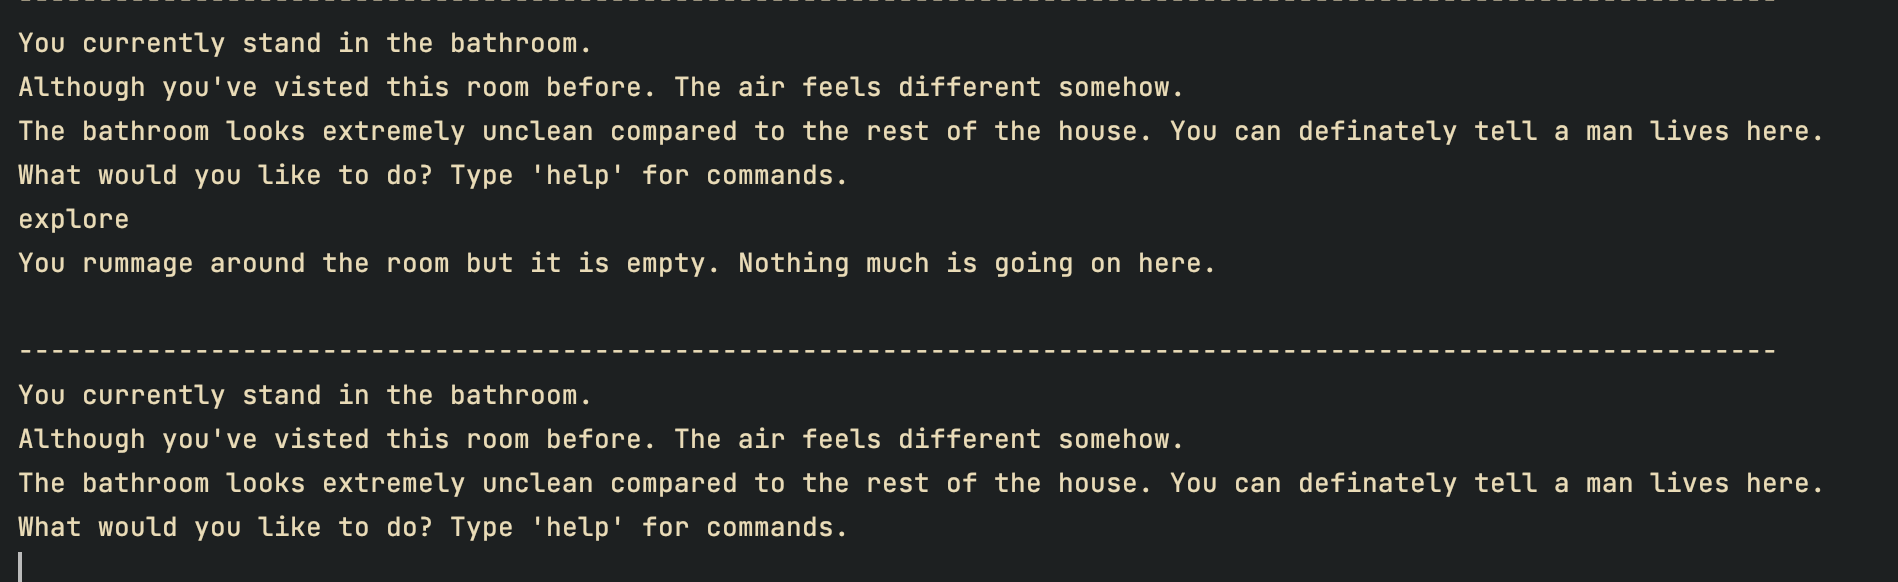 You currently stand in the bathroom.
Although you've visted this room before. The air feels different somehow.
The bathroom looks extremely unclean compared to the rest of the house. You can definately tell a man lives here.
What would you like to do? Type 'help' for commands.
explore
You rummage around the room but it is empty. Nothing much is going on here.
--------------------------------------------------------------------------------------------------------------
You currently stand in the bathroom.
Although you've visted this room before. The air feels different somehow.
The bathroom looks extremely unclean compared to the rest of the house. You can definately tell a man lives here.
What would you like to do? Type 'help' for commands.